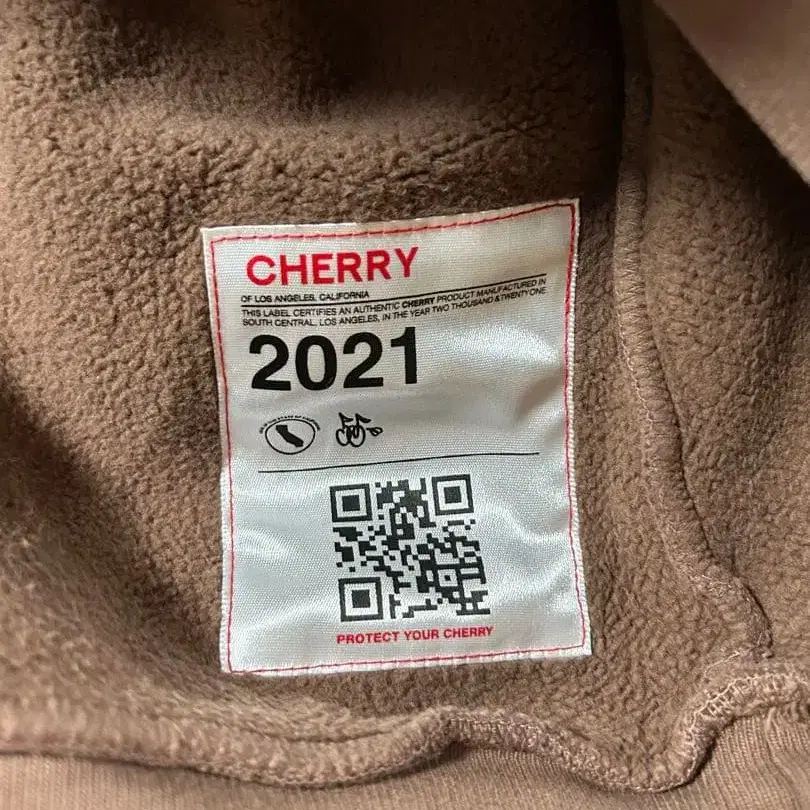 CHERRY
OF LOS ANGELES, CALIFORNIA
THIS LABEL CERTIFIES AN AUTHENTIC CHERRY PRODUCT MANUFACTURED IN
SOUTH CENTRAL, LOS ANGELES, IN THE YEAR TWO THOUSAND & TWENTY ONE
2021
PROTECT YOUR CHERRY